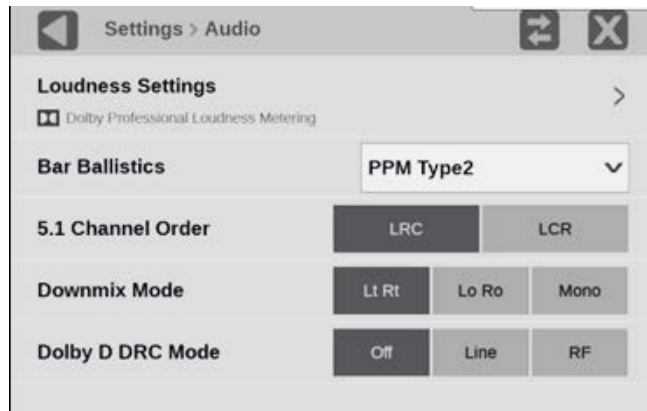 Settings > Audio
Loudness Settings >
Dolby Professional Loudness Metering
Bar Ballistics PPM Type2
5.1 Channel Order LRC LCR
Downmix Mode Lt Rt Lo Ro Mono
Dolby D DRC Mode Off Line RF